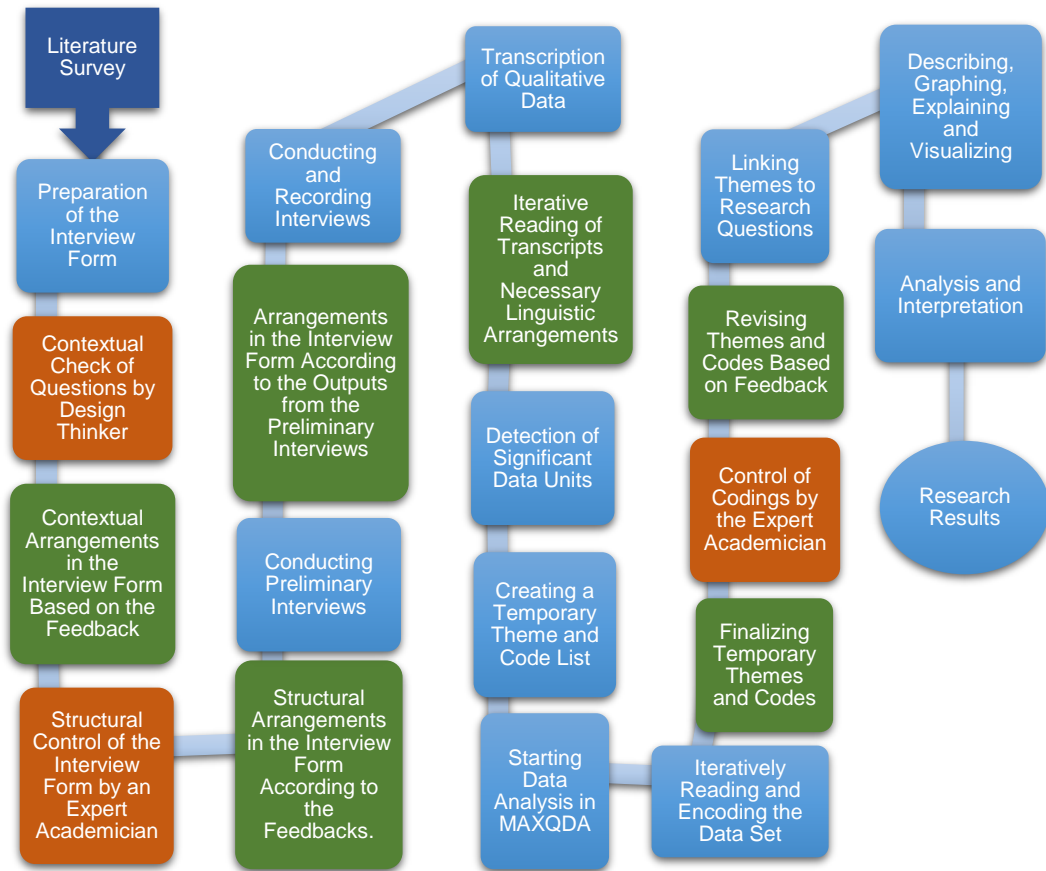 Literature
Survey
Preparation
of the
Interview
Form
Contextual
Check of
Questions by
Design
Thinker
Contextual
Arrangements
in the
Interview Form
Based on the
Feedback
Structural
Control of the
Interview
Form by an
Expert
Academician
Structural
Arrangements
in the Interview
Form
According to
the
Feedbacks.
Conducting
Preliminary
Interviews
Arrangements
in the Interview
Form According
to the Outputs
from the
Preliminary
Interviews
Conducting
and
Recording
Interviews
Transcription
of Qualitative
Data
Iterative
Reading of
Transcripts
and
Necessary
Linguistic
Arrangements
Detection of
Significant
Data Units
Creating a
Temporary
Theme and
Code List
Starting
Data
Analysis in
MAXQDA
Iteratively
Reading and
Encoding the
Data Set
Finalizing
Temporary
Themes
and Codes
Control of
Codings by
the Expert
Academician
Revising
Themes and
Codes Based
on Feedback
Linking
Themes to
Research
Questions
Describing,
Graphing,
Explaining
and
Visualizing
Analysis and
Interpretation
Research
Results